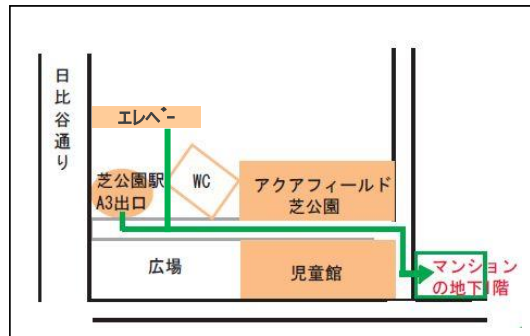 日比谷通り
エレベー
芝公園駅
A3出口
WC
アクアフィールド
芝公園
広場
児童館
マンション
の地下1階